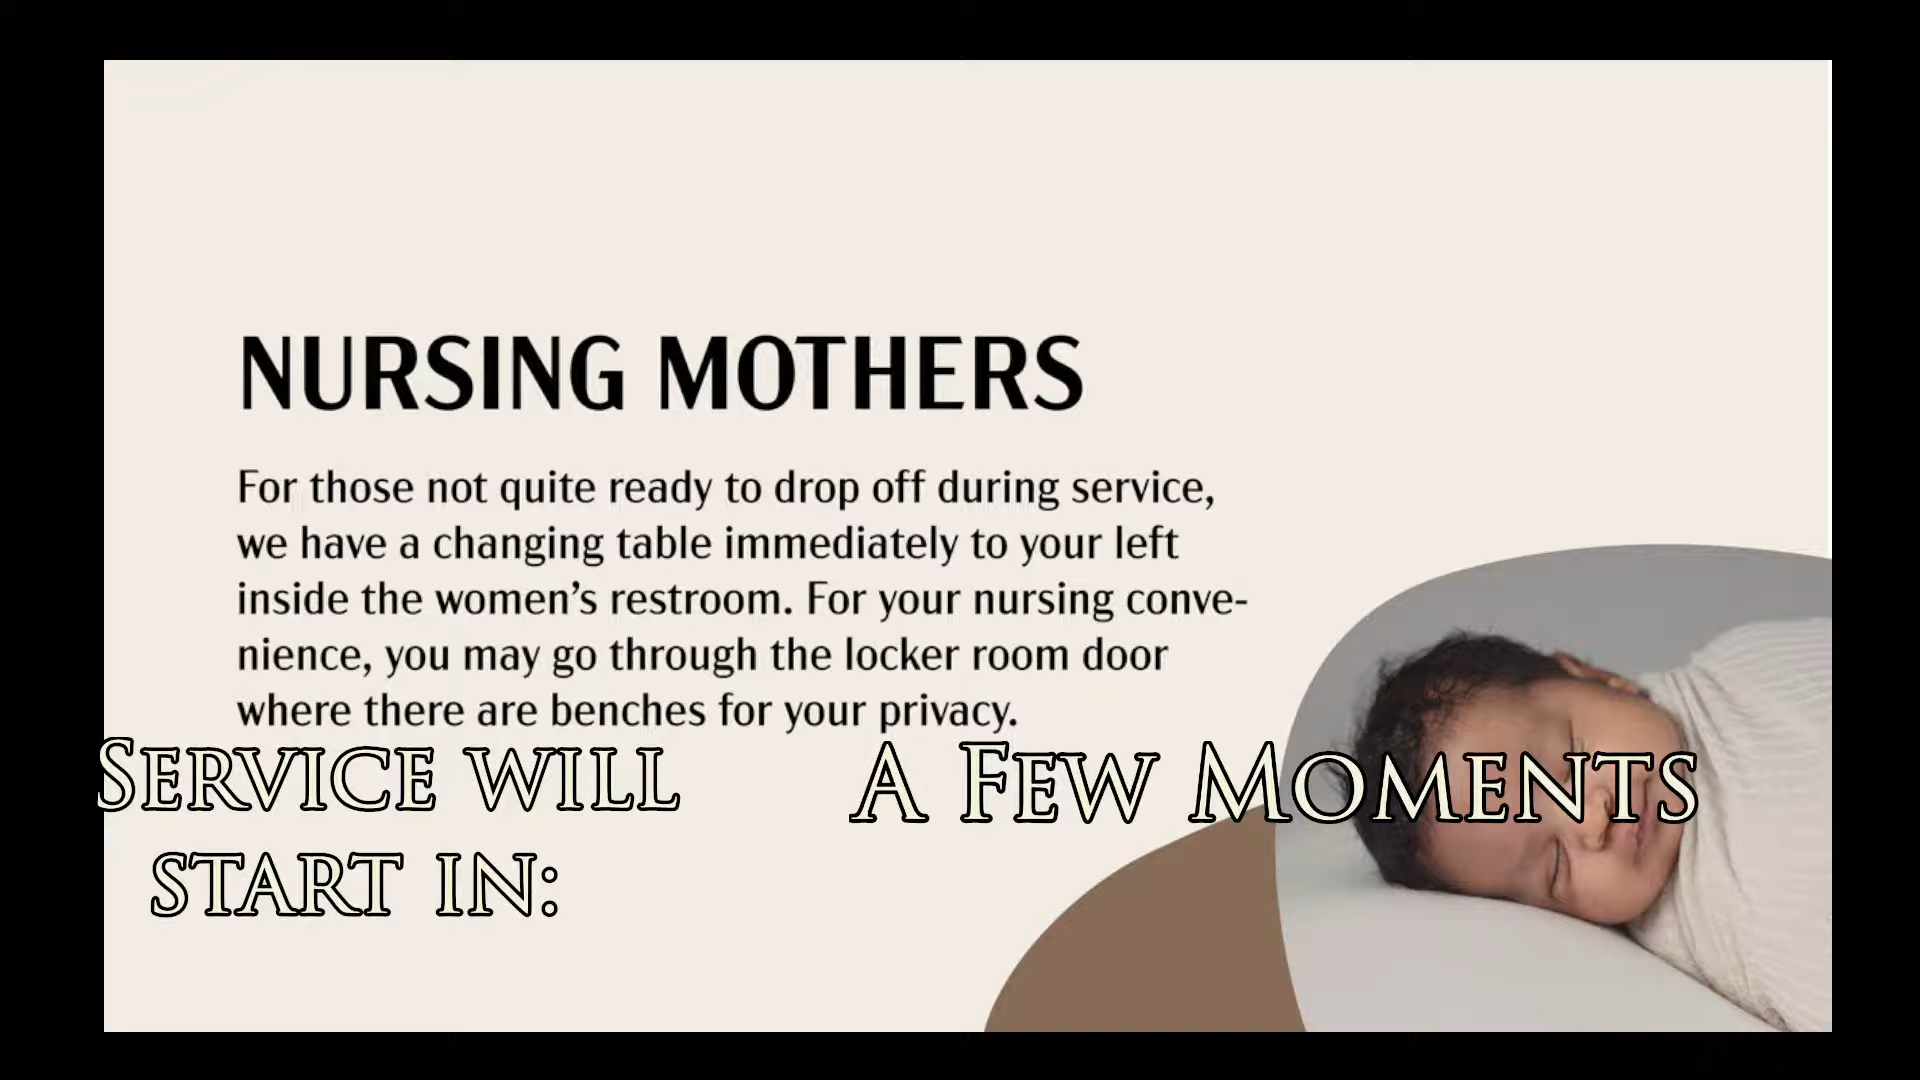 NURSING MOTHERS
For those not quite ready to drop off during service,
we have a changing table immediately to your left
inside the women's restroom. For your nursing conve-
nience, you may go through the locker room door
where there are benches for your privacy.
SERVICE WILL
START IN:
A FEW MOMENTS